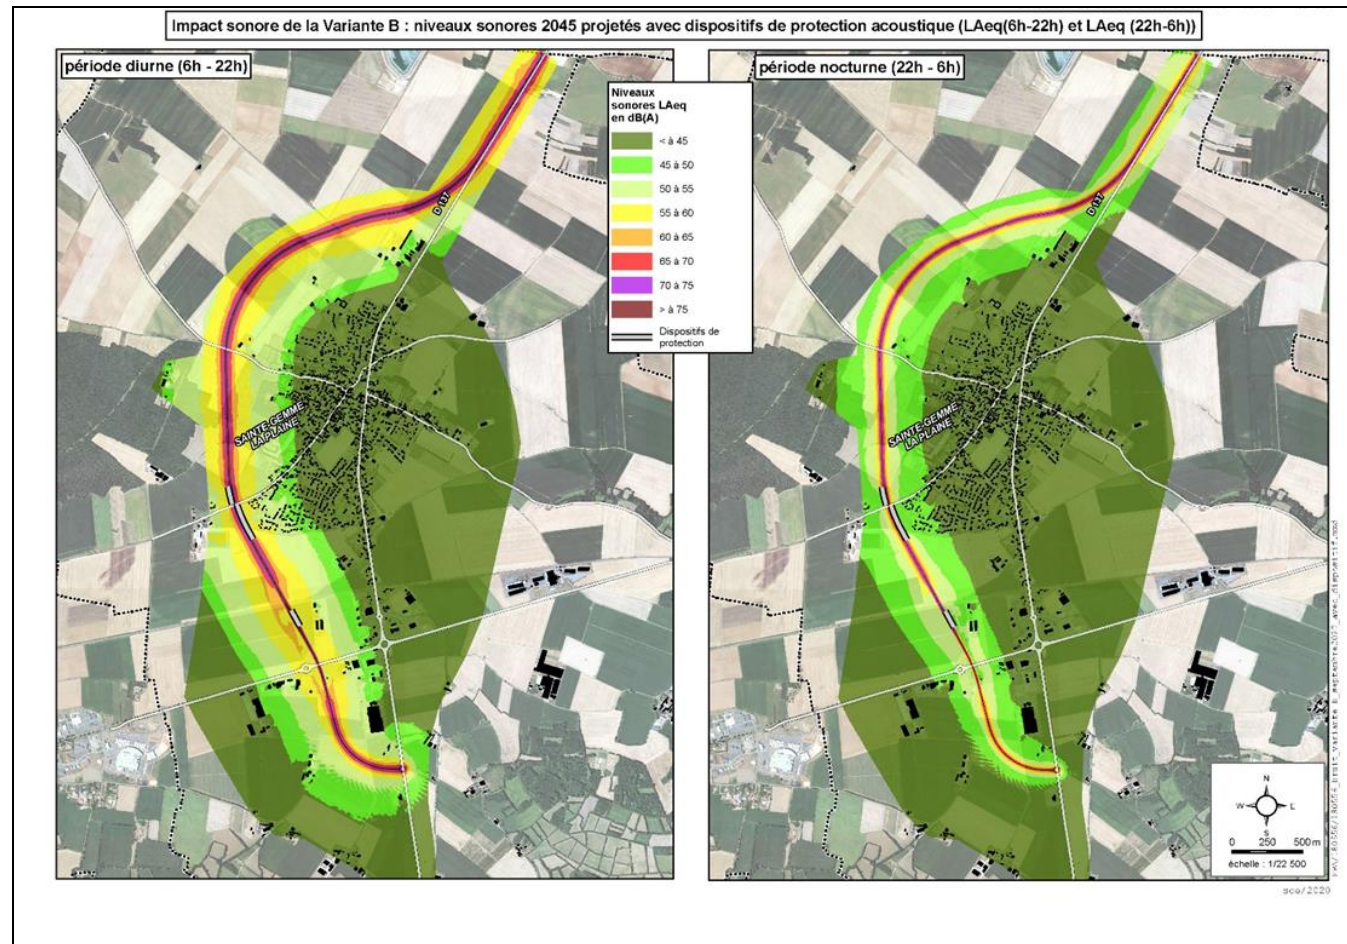 Impact sonore de la Variante B : niveaux sonores 2045 projetés avec dispositifs de protection acoustique (LAeq(6h-22h) et LAeq (22h-6h))
période diurne (6h - 22h)
D 137
SAINTE-GEMME
LA PLAINE
Niveaux
sonores LAeq
en dB(A)
< à 45
45 à 50
50 à 55
55 à 60
60 à 65
65 à 70
70 à 75
> à 75
Dispositifs de
protection
période nocturne (22h - 6h)
D 137
SAINTE-GEMME
LA PLAINE
N
W L
S
0 250 500 m
échelle : 1/22 500
sce/2020